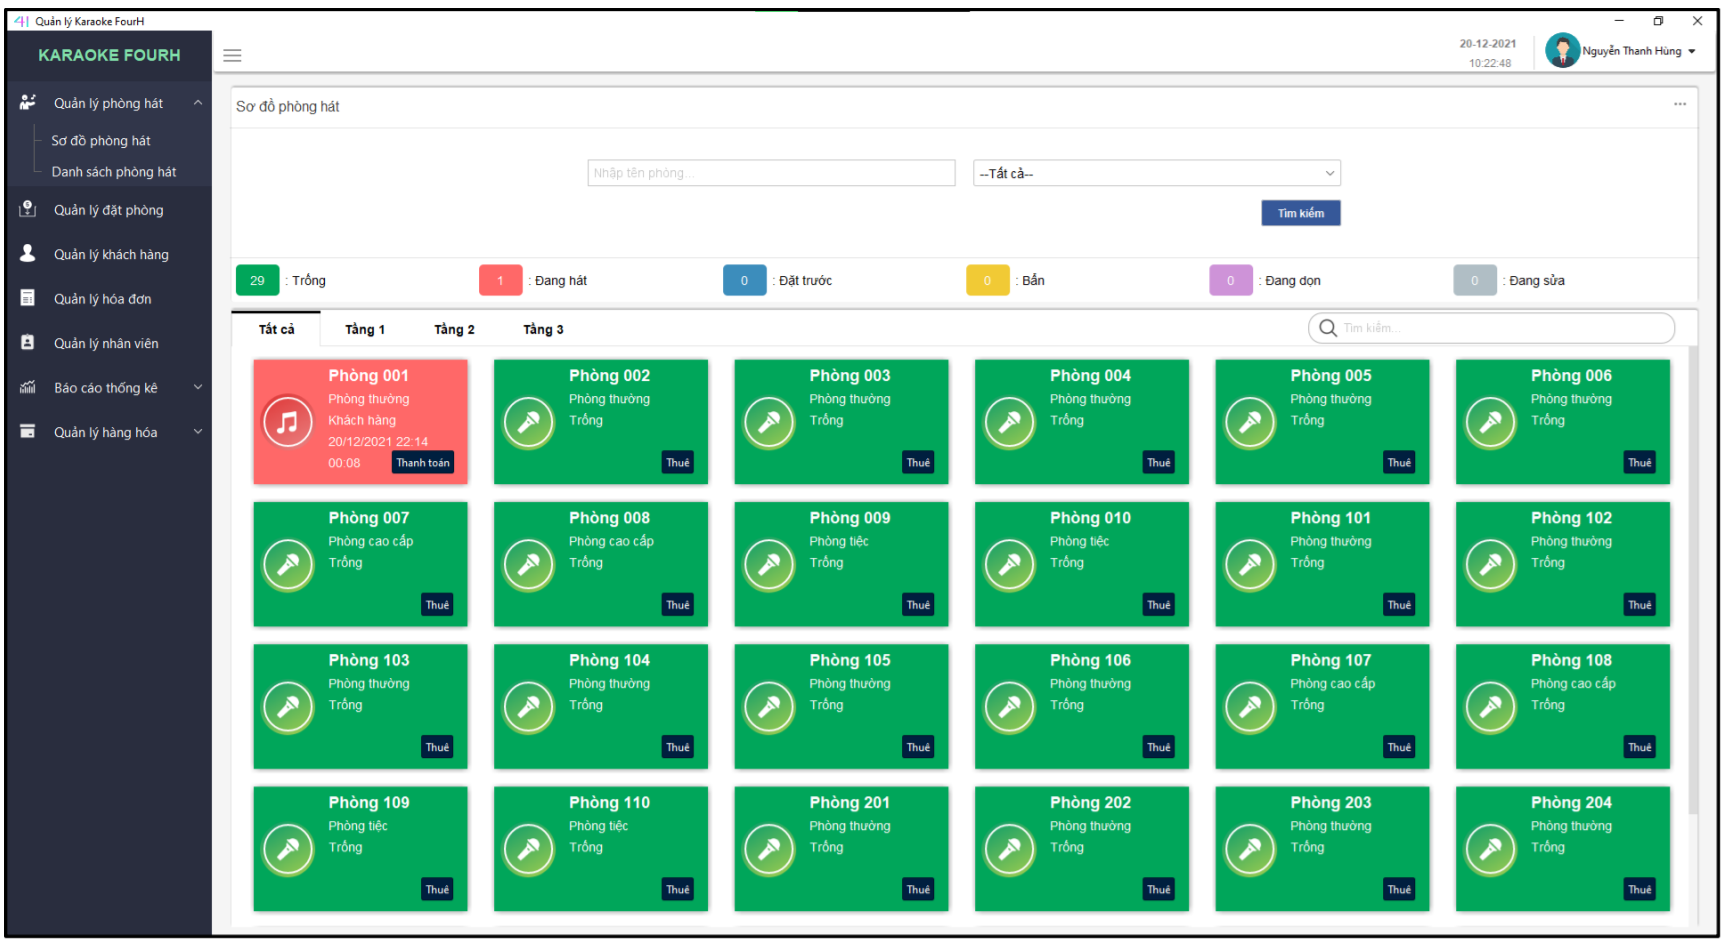 Quản lý Karaoke FourH
KARAOKE FOURH
20-12-2021
10:22:48
Nguyễn Thanh Hùng
Quản lý phòng hát
Sơ đồ phòng hát
Danh sách phòng hát
Quản lý đặt phòng
Quản lý khách hàng
Quản lý hóa đơn
Quản lý nhân viên
Báo cáo thống kê
Quản lý hàng hóa
Sơ đồ phòng hát
Nhập tên phòng...
--Tất cả--
Tìm kiếm
29 : Trống
1 : Đang hát
0 : Đặt trước
0 : Bẩn
0 : Đang dọn
0 : Đang sửa
Tất cả Tầng 1 Tầng 2 Tầng 3
Tìm kiếm...
Phòng 001
Phòng thường
Khách hàng
20/12/2021 22:14
00:08 Thanh toán
Phòng 002
Phòng thường
Trống
Thuê
Phòng 003
Phòng thường
Trống
Thuê
Phòng 004
Phòng thường
Trống
Thuê
Phòng 005
Phòng thường
Trống
Thuê
Phòng 006
Phòng thường
Trống
Thuê
Phòng 007
Phòng cao cấp
Trống
Thuê
Phòng 008
Phòng cao cấp
Trống
Thuê
Phòng 009
Phòng tiệc
Trống
Thuê
Phòng 010
Phòng tiệc
Trống
Thuê
Phòng 101
Phòng thường
Trống
Thuê
Phòng 102
Phòng thường
Trống
Thuê
Phòng 103
Phòng thường
Trống
Thuê
Phòng 104
Phòng thường
Trống
Thuê
Phòng 105
Phòng thường
Trống
Thuê
Phòng 106
Phòng thường
Trống
Thuê
Phòng 107
Phòng cao cấp
Trống
Thuê
Phòng 108
Phòng cao cấp
Trống
Thuê
Phòng 109
Phòng tiệc
Trống
Thuê
Phòng 110
Phòng tiệc
Trống
Thuê
Phòng 201
Phòng thường
Trống
Thuê
Phòng 202
Phòng thường
Trống
Thuê
Phòng 203
Phòng thường
Trống
Thuê
Phòng 204
Phòng thường
Trống
Thuê